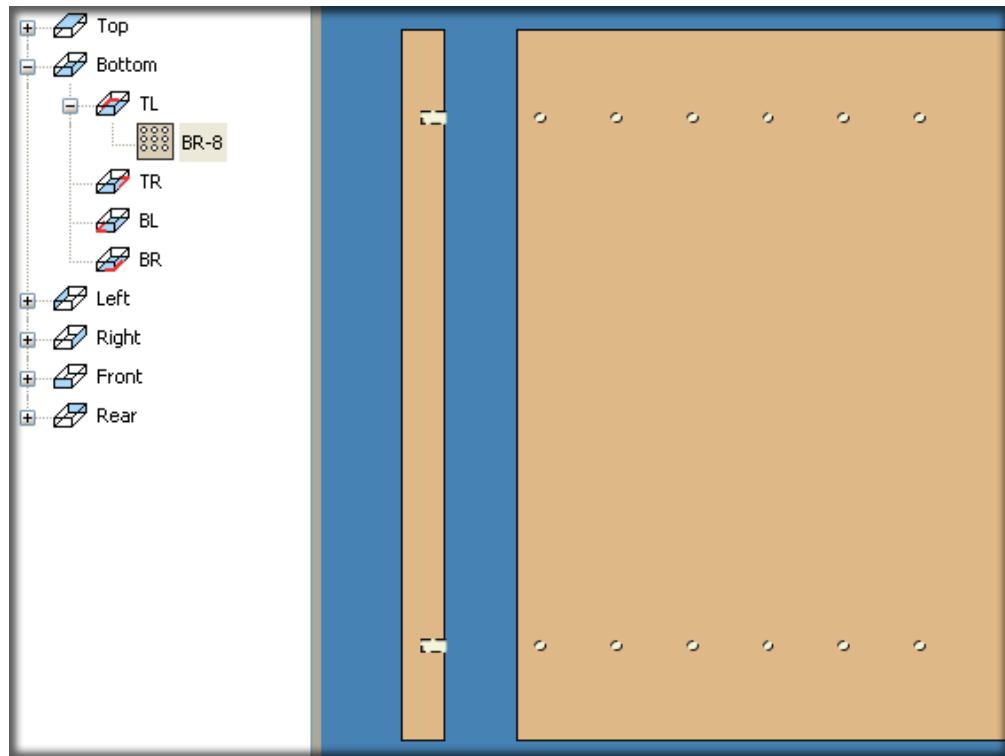 Top
Bottom
TL
BR-8
TR
BL
BR
Left
Right
Front
Rear